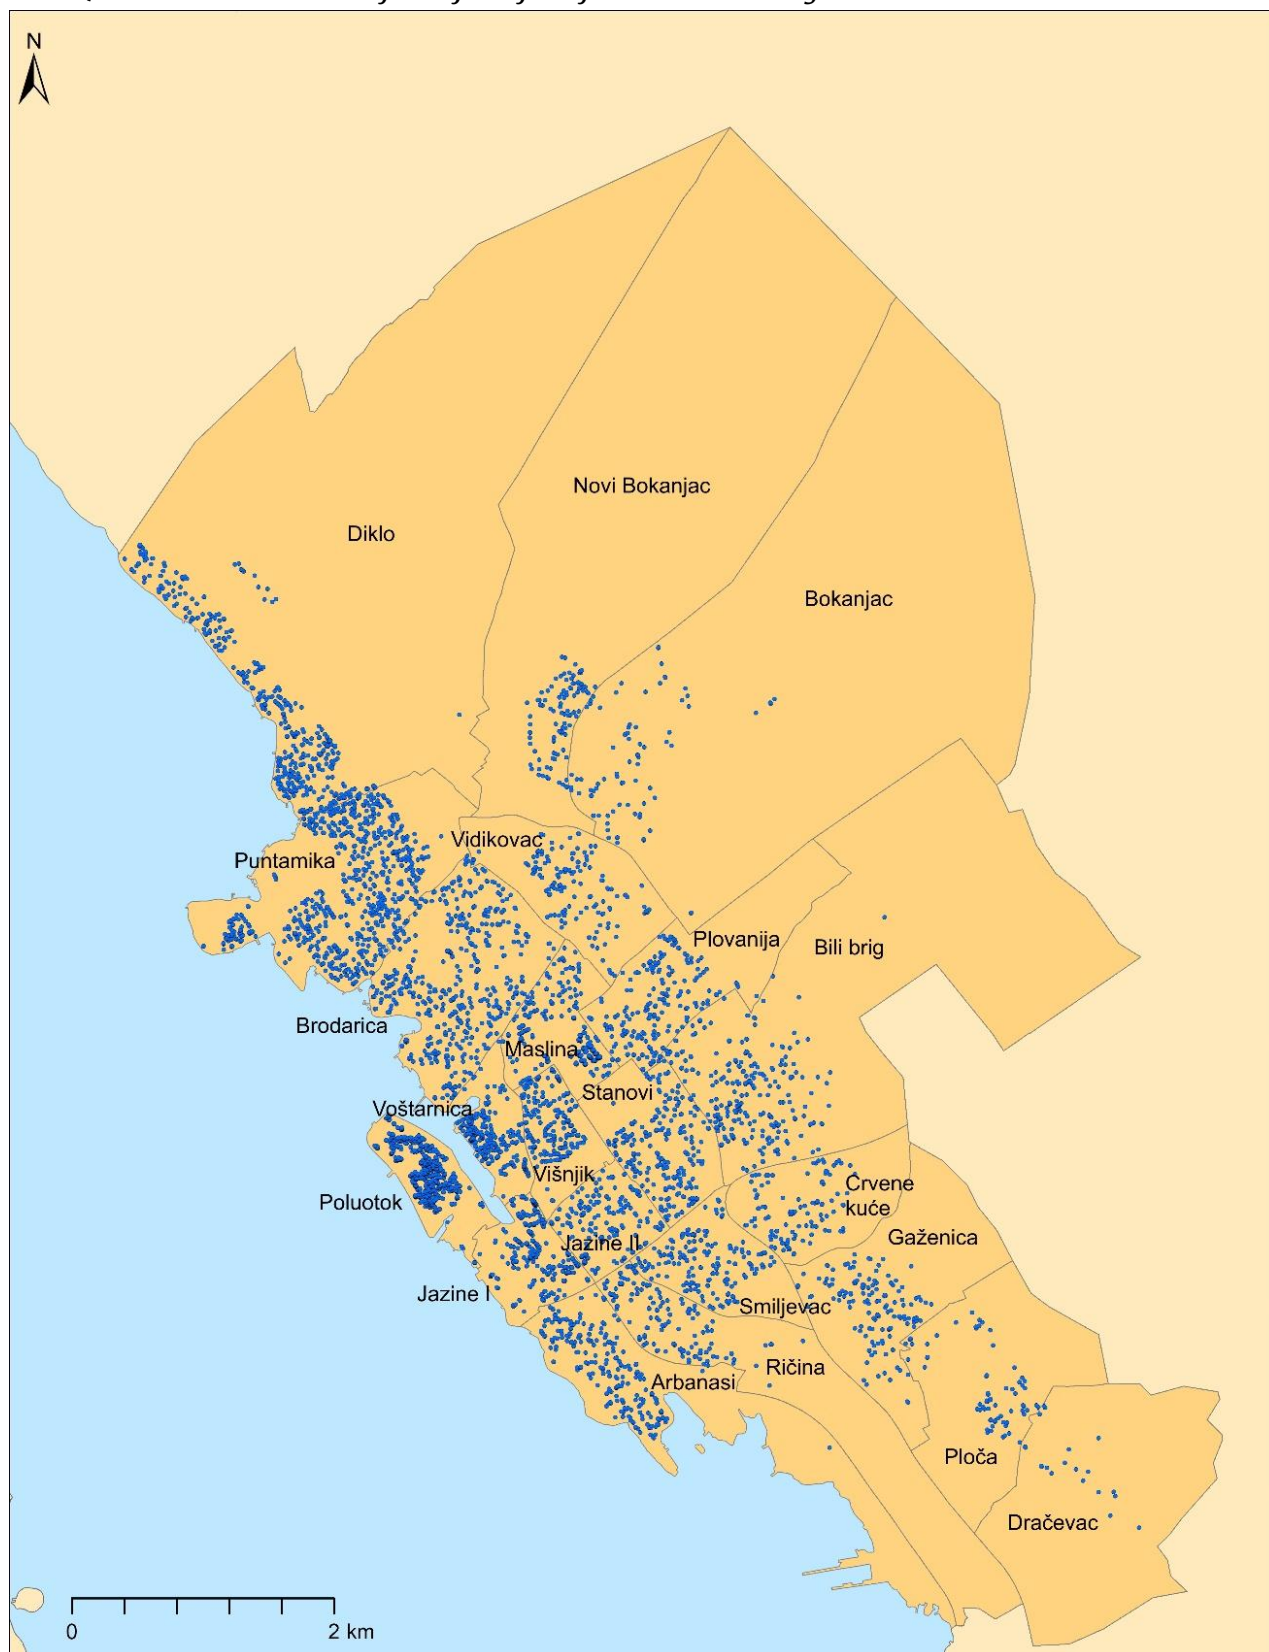 N
Novi Bokanjac
Diklo
Bokanjac
Vidikovac
Puntamika
Plovanija
Bili brig
Brodarica
Maslina
Stanovi
Voštarnica
Višnjik
Crvene
kuće
Poluotok
Gaženica
Jazine II
Jazine I
Smiljevac
Ričina
Arbanasi
Ploča
Dračevac
0
2 km